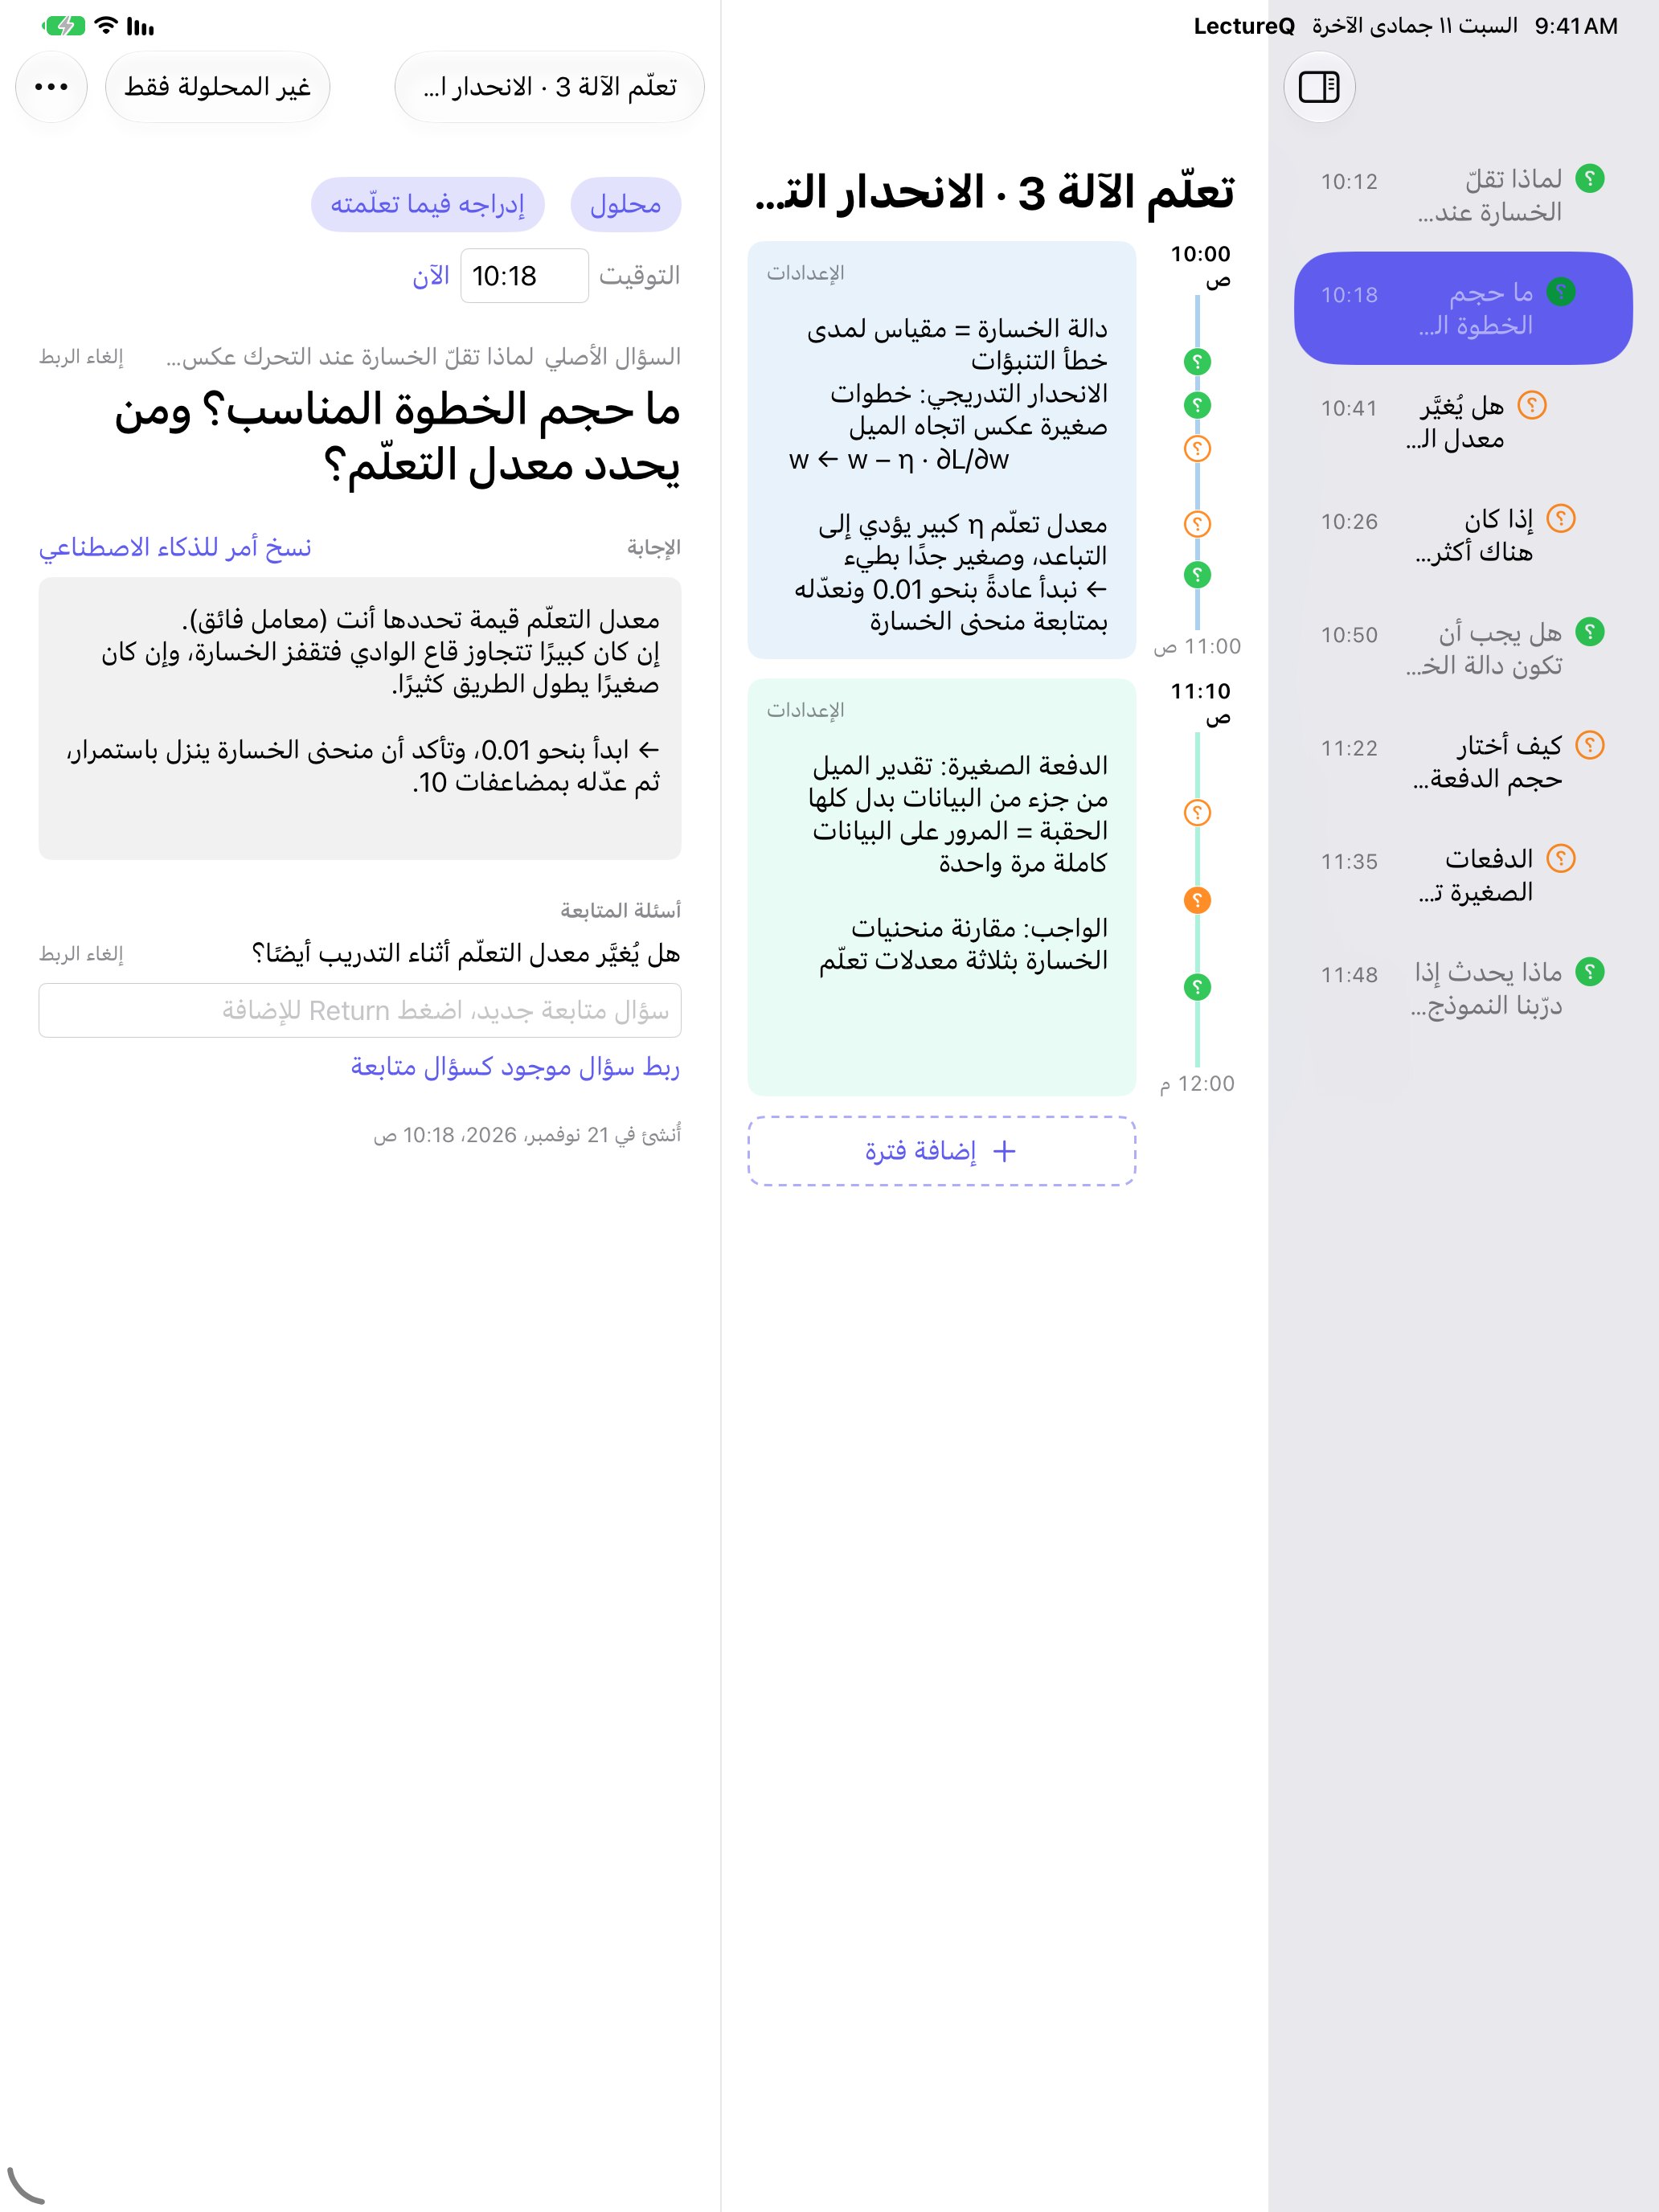 9:41 AM السبت ١١ جمادى الآخرة LectureQ
لماذا تقلّ
الخسارة عند...
10:12
ما حجم
الخطوة الـ...
10:18
هل يُغيَّر
معدل الـ...
10:41
إذا كان
هناك أكثر...
10:26
هل يجب أن
تكون دالة الخـ...
10:50
كيف أختار
حجم الدفعة...
11:22
الدفعات
الصغيرة تـ...
11:35
ماذا يحدث إذا
درّبنا النموذج...
11:48
تعلّم الآلة 3 · الانحدار التـ...
10:00
ص
الإعدادات
دالة الخسارة = مقياس لمدى
خطأ التنبؤات
الانحدار التدريجي: خطوات
صغيرة عكس اتجاه الميل
w ← w − η · ∂L/∂w
معدل تعلّم η كبير يؤدي إلى
التباعد، وصغير جدًا بطيء
← نبدأ عادةً بنحو 0.01 ونعدّله
بمتابعة منحنى الخسارة
11:00 ص
11:10
ص
الإعدادات
الدفعة الصغيرة: تقدير الميل
من جزء من البيانات بدل كلها
الحقبة = المرور على البيانات
كاملة مرة واحدة
الواجب: مقارنة منحنيات
الخسارة بثلاثة معدلات تعلّم
12:00 م
+ إضافة فترة
تعلّم الآلة 3 · الانحدار ا...
غير المحلولة فقط
محلول
إدراجه فيما تعلّمته
التوقيت 10:18 الآن
السؤال الأصلي لماذا تقلّ الخسارة عند التحرك عكس... إلغاء الربط
ما حجم الخطوة المناسب؟ ومن
يحدد معدل التعلّم؟
الإجابة
نسخ أمر للذكاء الاصطناعي
معدل التعلّم قيمة تحددها أنت (معامل فائق).
إن كان كبيرًا تتجاوز قاع الوادي فتقفز الخسارة، وإن كان
صغيرًا يطول الطريق كثيرًا.
← ابدأ بنحو 0.01، وتأكد أن منحنى الخسارة ينزل باستمرار،
ثم عدّله بمضاعفات 10.
أسئلة المتابعة
هل يُغيَّر معدل التعلّم أثناء التدريب أيضًا؟ إلغاء الربط
سؤال متابعة جديد، اضغط Return للإضافة
ربط سؤال موجود كسؤال متابعة
أُنشئ في 21 نوفمبر، 2026، 10:18 ص